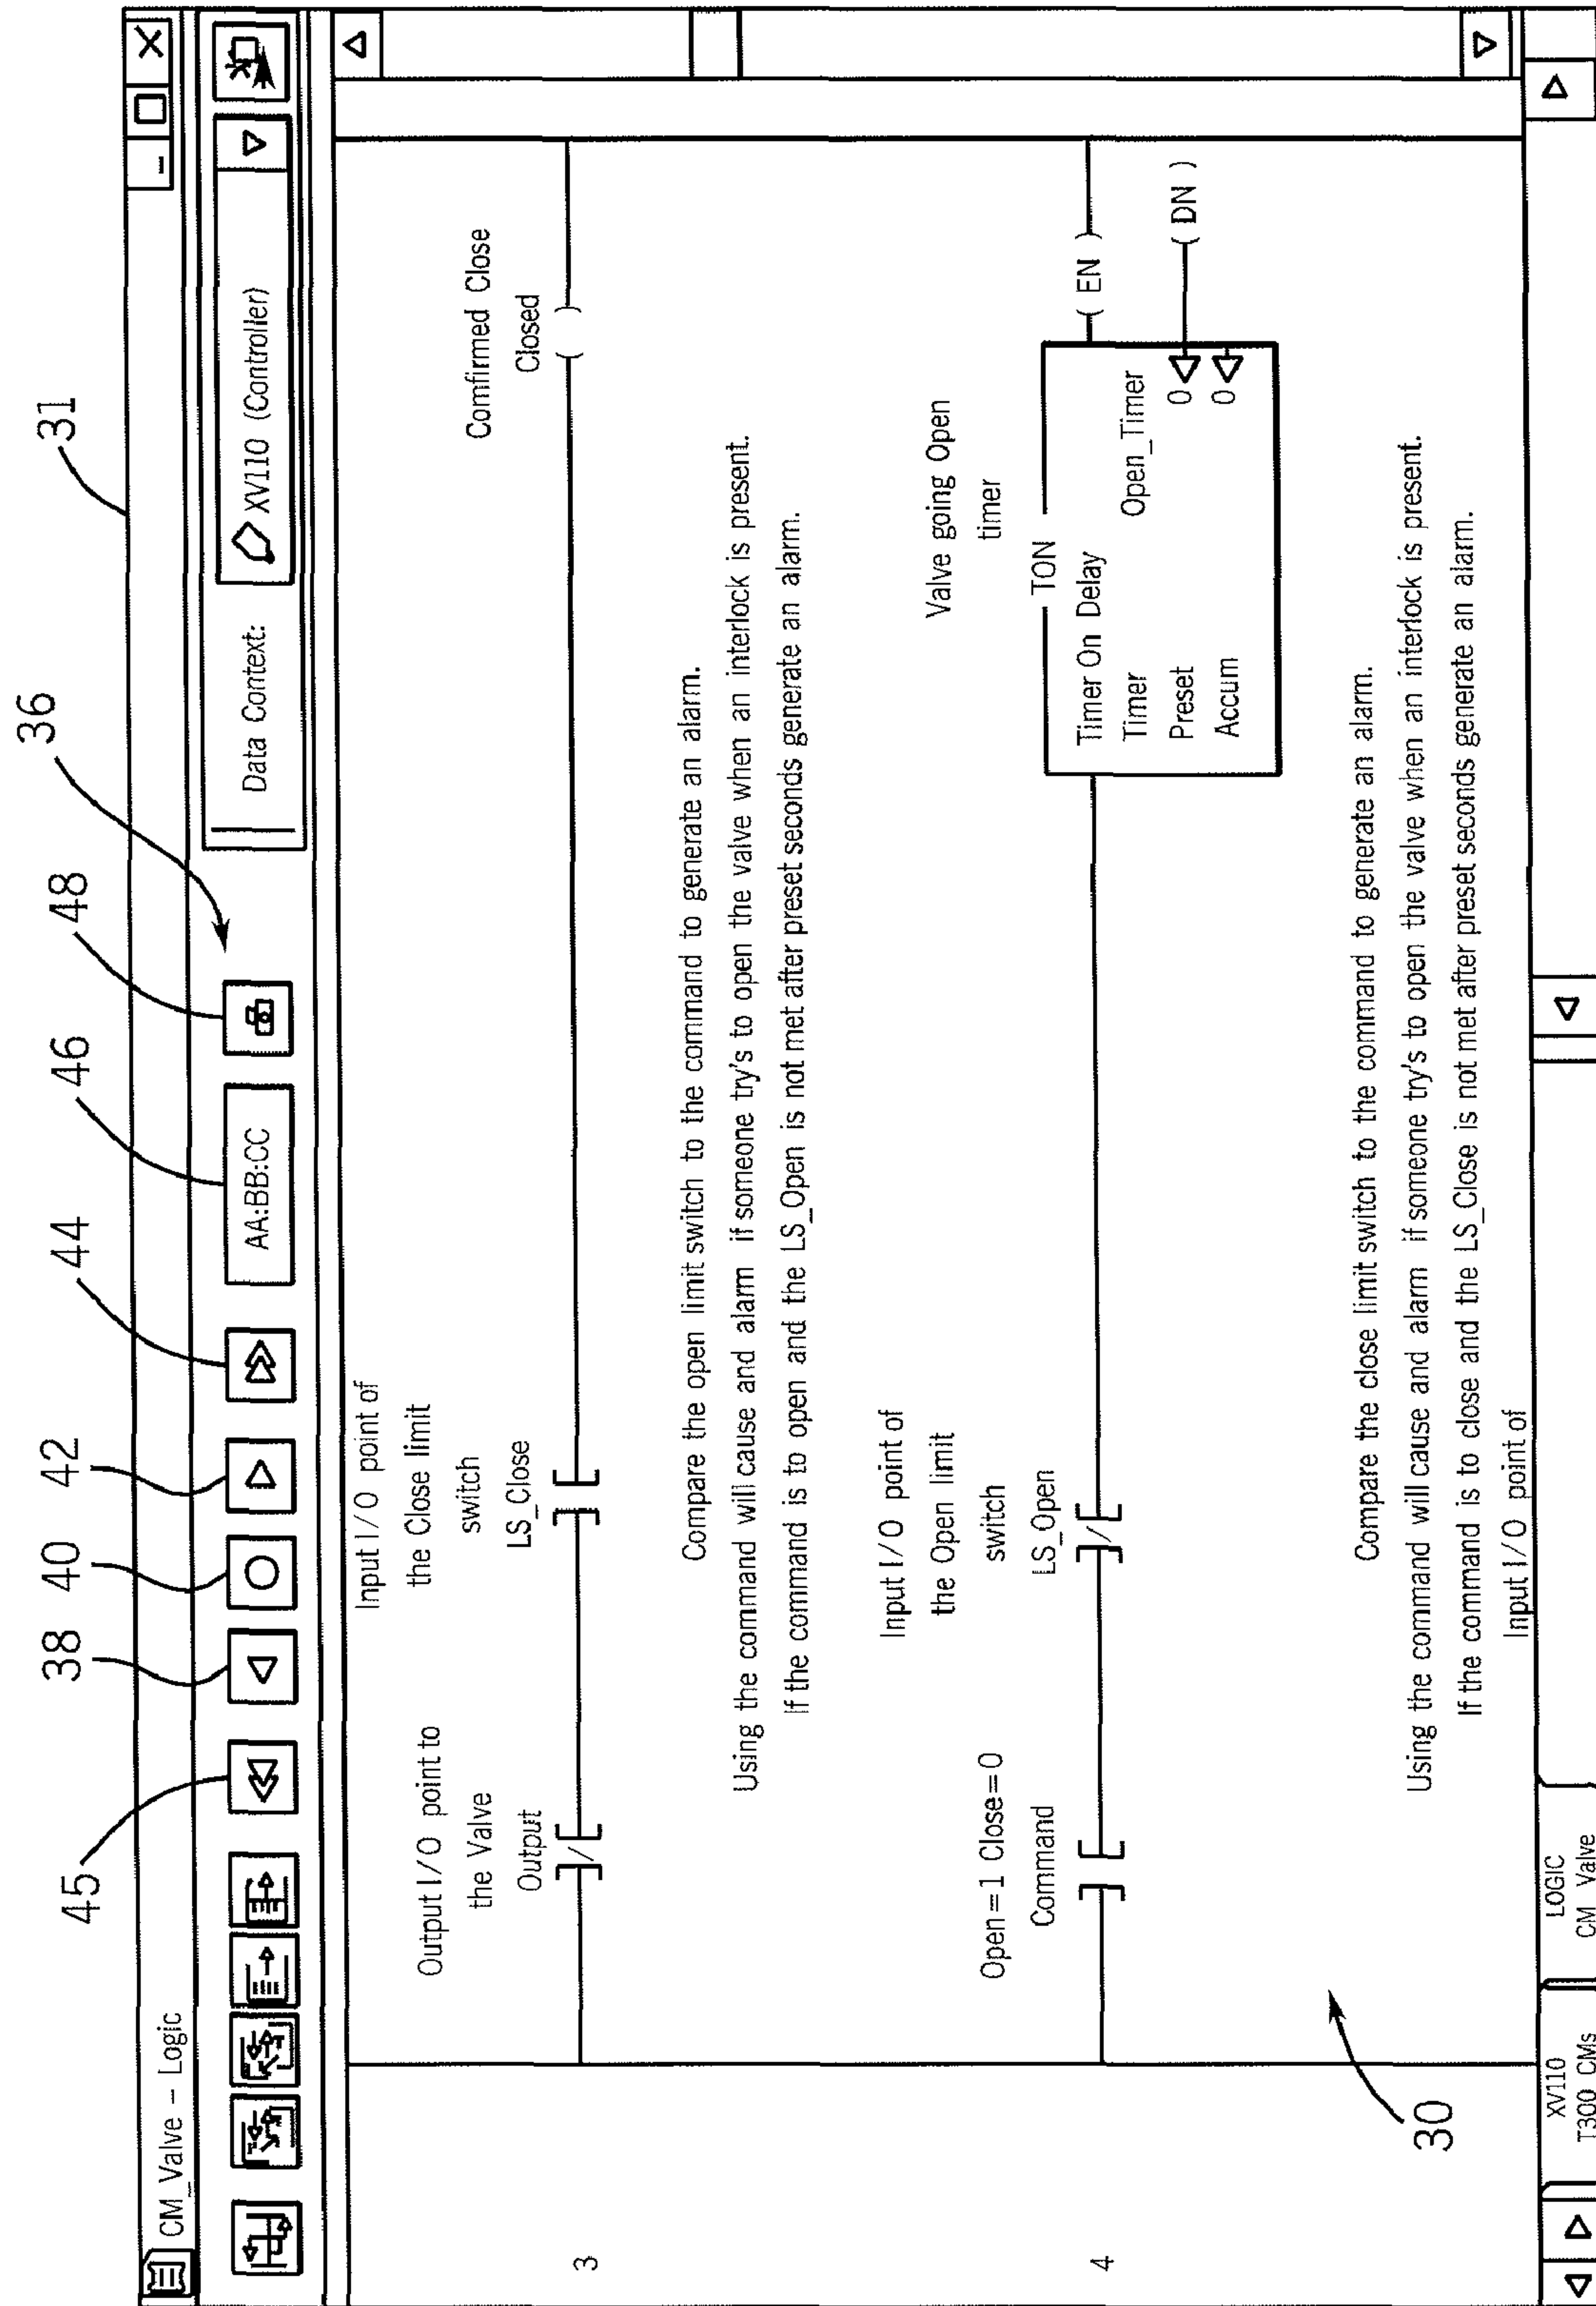 31
36
45
38
40
42
44
46
48
CM_Valve – Logic
AA:BB:CC
Data Context:
XV110 (Controller)
Input I/O point of
the Close limit
switch
LS_Close
Output I/O point to
the Valve
Output
Comfirmed Close
Closed
3
Compare the open limit switch to the command to generate an alarm.
Using the command will cause and alarm if someone try's to open the valve when an interlock is present.
If the command is to open and the LS_Open is not met after preset seconds generate an alarm.
Input I/O point of
the Open limit
switch
LS_Open
Open=1 Close=0
Command
Valve going Open
timer
TON
Timer On Delay
Timer Open_Timer
Preset 0
Accum 0
( EN )
( DN )
4
Compare the close limit switch to the command to generate an alarm.
Using the command will cause and alarm if someone try's to open the valve when an interlock is present.
If the command is to close and the LS_Close is not met after preset seconds generate an alarm.
Input I/O point of
30
XV110
T300 CMs
LOGIC
CM Valve